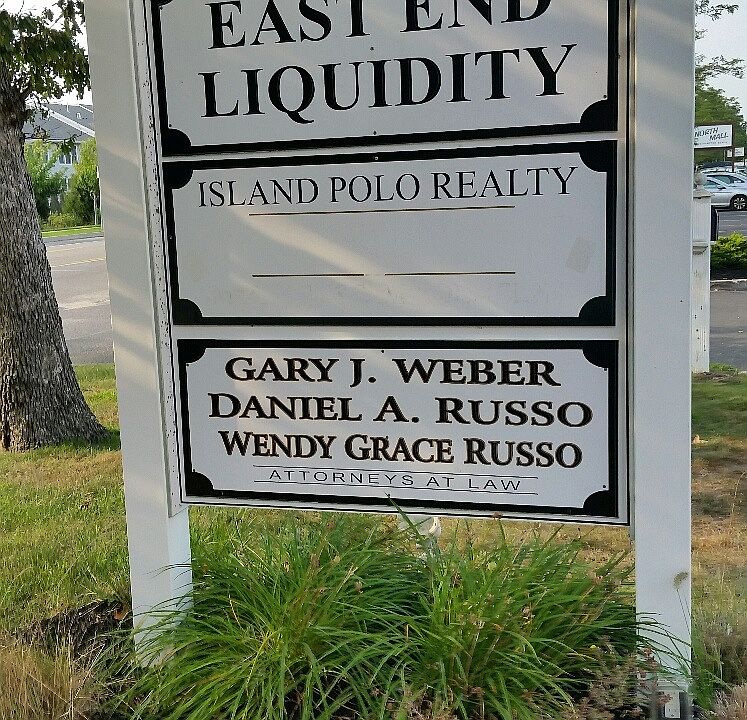 EAST END
LIQUIDITY
ISLAND POLO REALTY
GARY J. WEBER
DANIEL A. RUSSO
WENDY GRACE RUSSO
ATTORNEYS AT LAW
NORTH
MALL